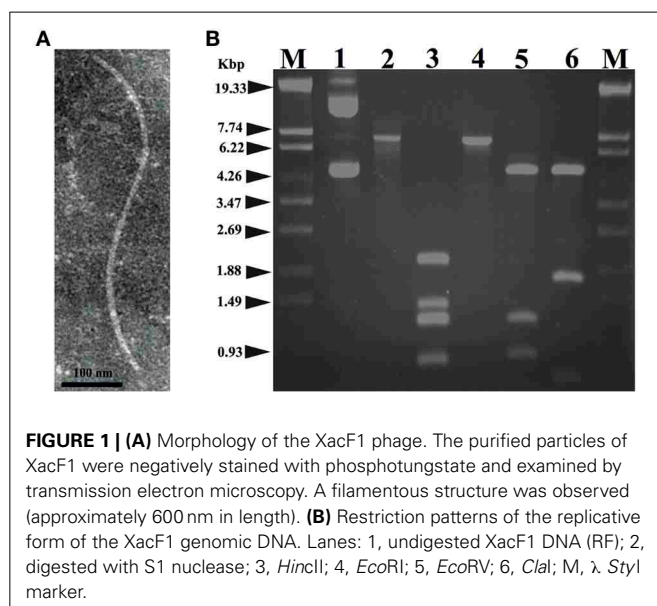 A
B
M 1 2 3 4 5 6 M
Kbp
19.33
7.74
6.22
4.26
3.47
2.69
1.88
1.49
0.93
100 nm
FIGURE 1 | (A) Morphology of the XacF1 phage. The purified particles of
XacF1 were negatively stained with phosphotungstate and examined by
transmission electron microscopy. A filamentous structure was observed
(approximately 600 nm in length). (B) Restriction patterns of the replicative
form of the XacF1 genomic DNA. Lanes: 1, undigested XacF1 DNA (RF); 2,
digested with S1 nuclease; 3, HincII; 4, EcoRI; 5, EcoRV; 6, ClaI; M, λ StyI
marker.